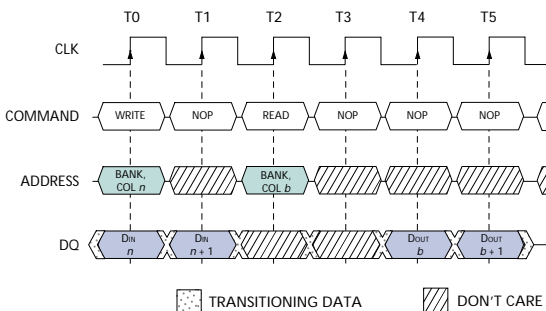 T0 T1 T2 T3 T4 T5
CLK
COMMAND WRITE NOP READ NOP NOP NOP
ADDRESS BANK, COL n BANK, COL b
DQ DIN n DIN n + 1 DOUT b DOUT b + 1
TRANSITIONING DATA DON'T CARE